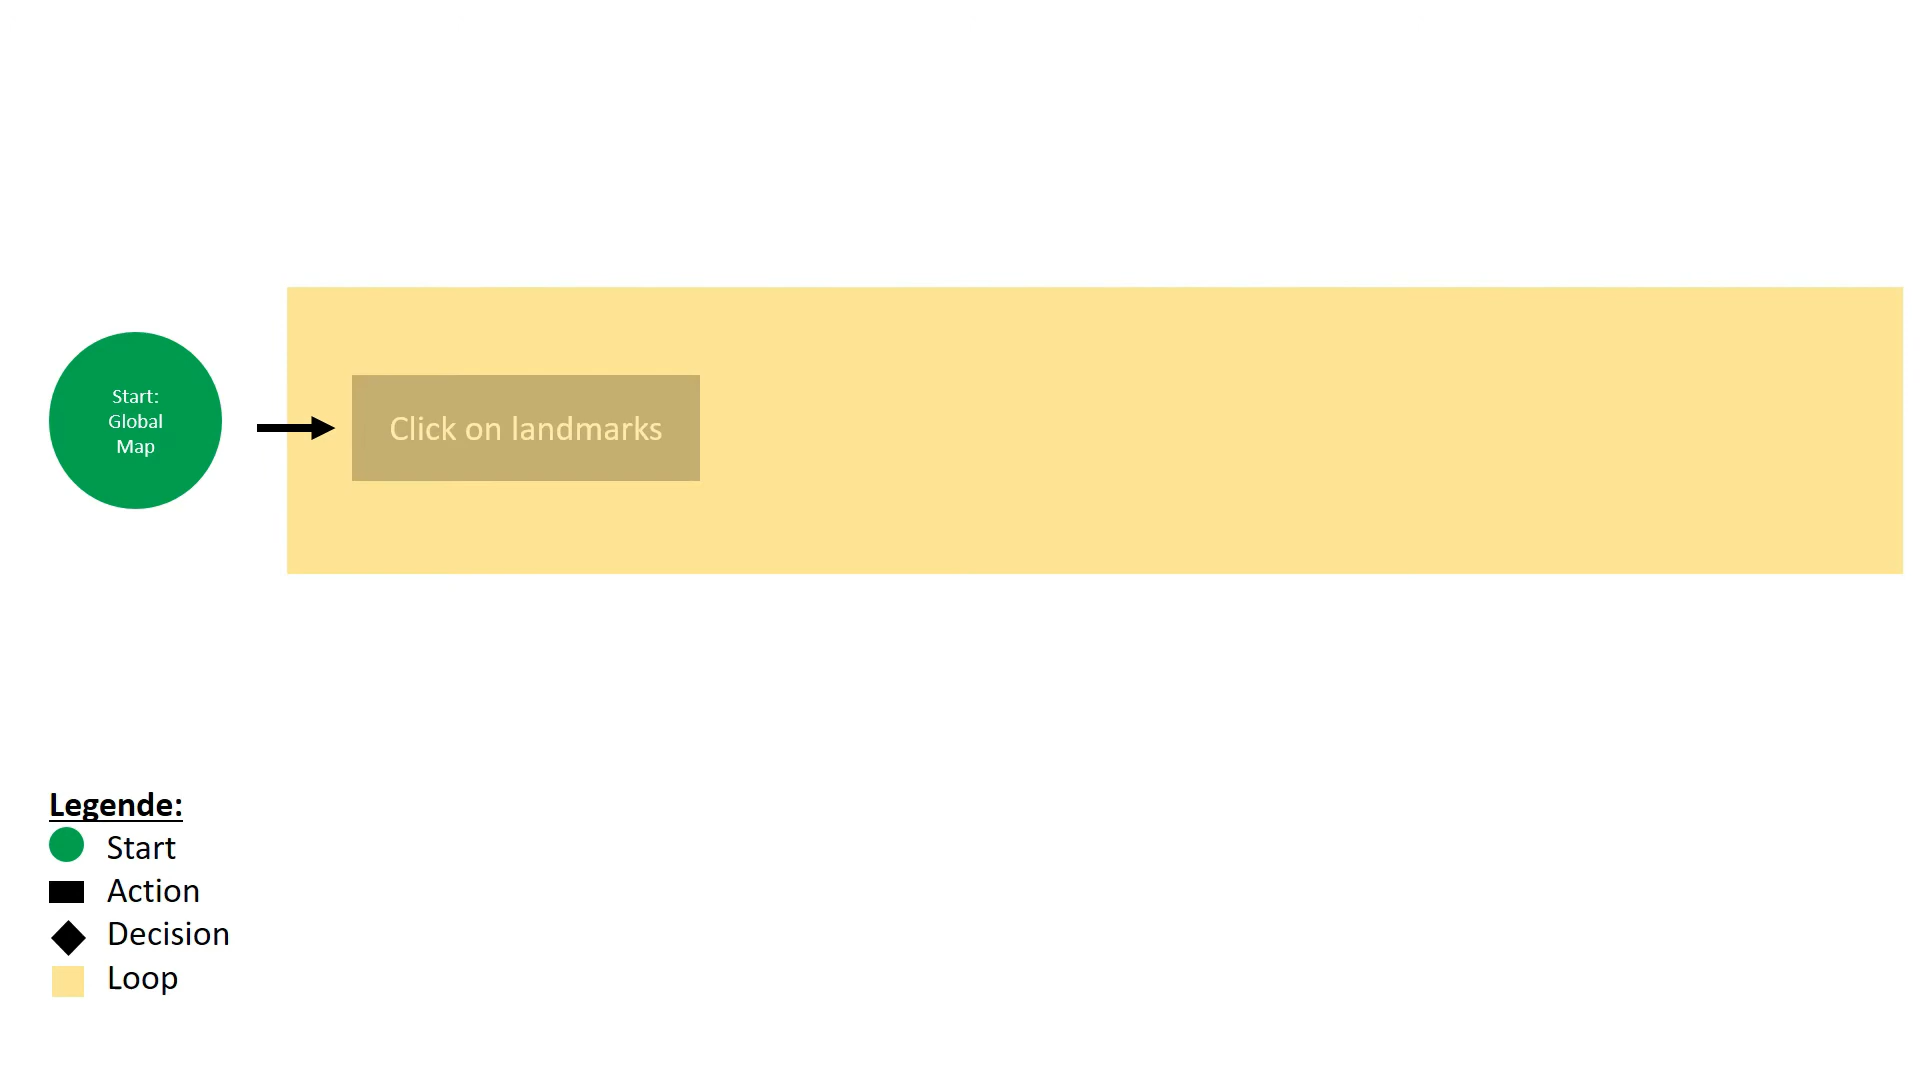 Start:
Global
Map
Click on landmarks
Legende:
Start
Action
Decision
Loop